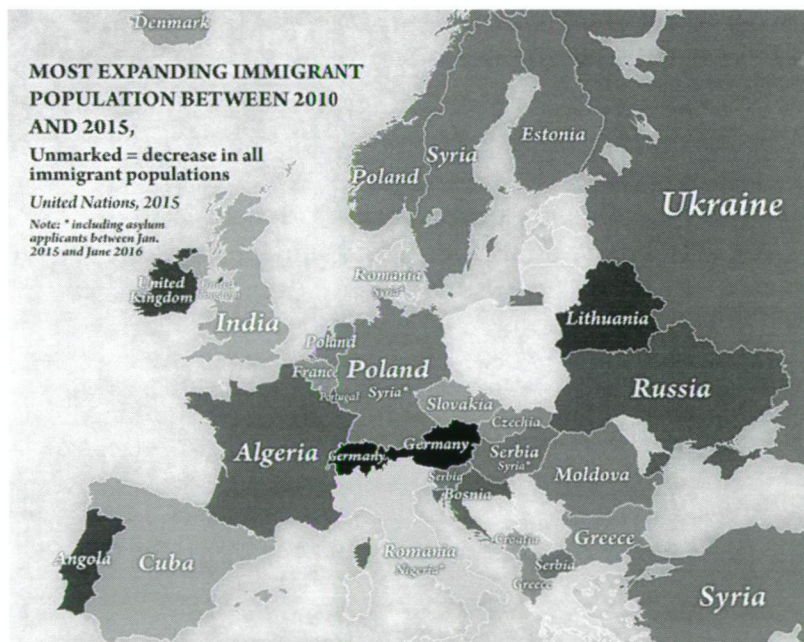 Denmark
MOST EXPANDING IMMIGRANT
POPULATION BETWEEN 2010
AND 2015,
Unmarked = decrease in all
immigrant populations
United Nations, 2015
Note: * including asylum
applicants between Jan.
2015 and June 2016
Poland
Syria
Estonia
Ukraine
Romania
Syria*
United
Kingdom
United
Kingdom
India
Lithuania
Poland
France
Portugal
Poland
Syria*
Slovakia
Czechia
Russia
Algeria
Germany
Germany
Serbia
Syria*
Moldova
Serbia
Bosnia
Angola
Cuba
Romania
Nigeria*
Croatia
Serbia
Greece
Greece
Syria